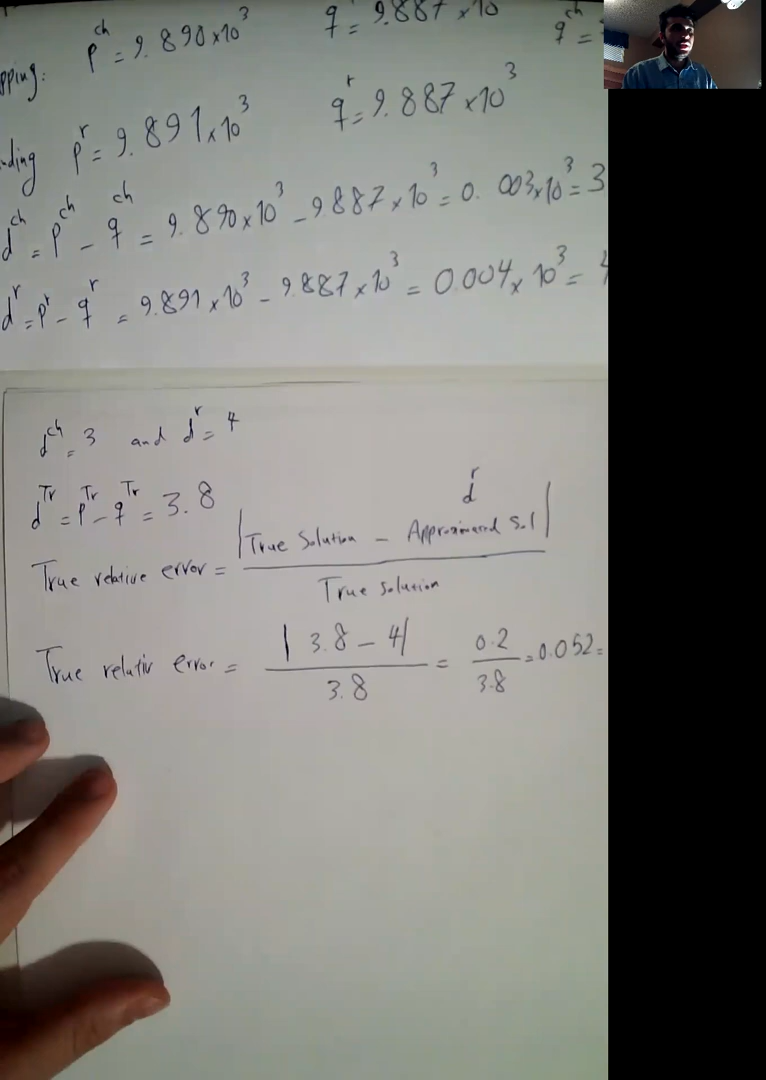 p^ch = 9.890×10^3 q = 9.887×10 q^ch =
pping:
nding p^r = 9.891×10^3 q^r = 9.887×10^3
d^ch = p^ch - q^ch = 9.890×10^3 - 9.887×10^3 = 0.003×10^3 = 3
d^r = p^r - q^r = 9.891×10^3 - 9.887×10^3 = 0.004×10^3 = 4
d^ch = 3 and d^r = 4
d^r
d^Tr = p^Tr - q^Tr = 3.8
True relative error = |True Solution - Approximared Sol| / True solution
True relativ error = |3.8 - 4| / 3.8 = 0.2 / 3.8 = 0.052 =